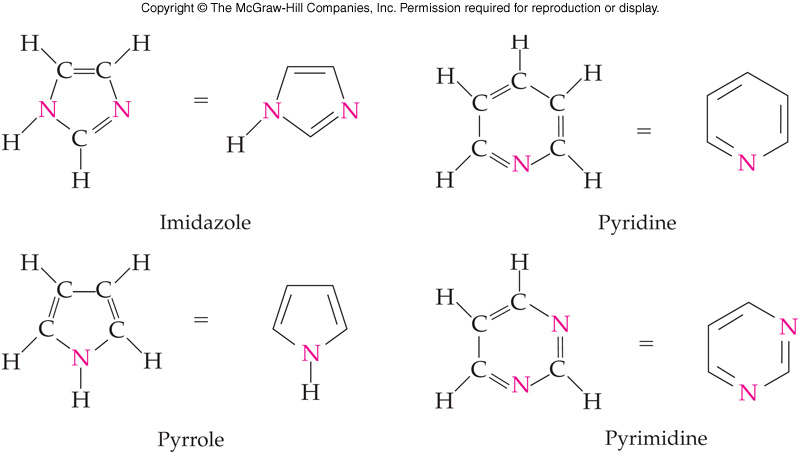 Copyright © The McGraw-Hill Companies, Inc. Permission required for reproduction or display.
H H
C C
N N
H C
H
=
N N
H
Imidazole
H
H C H
C C
C C
H N H
=
N
Pyridine
H H
C C
C C
H N H
H
=
N
H
Pyrrole
H
H C
C N
C C
H N H
=
N
N
Pyrimidine